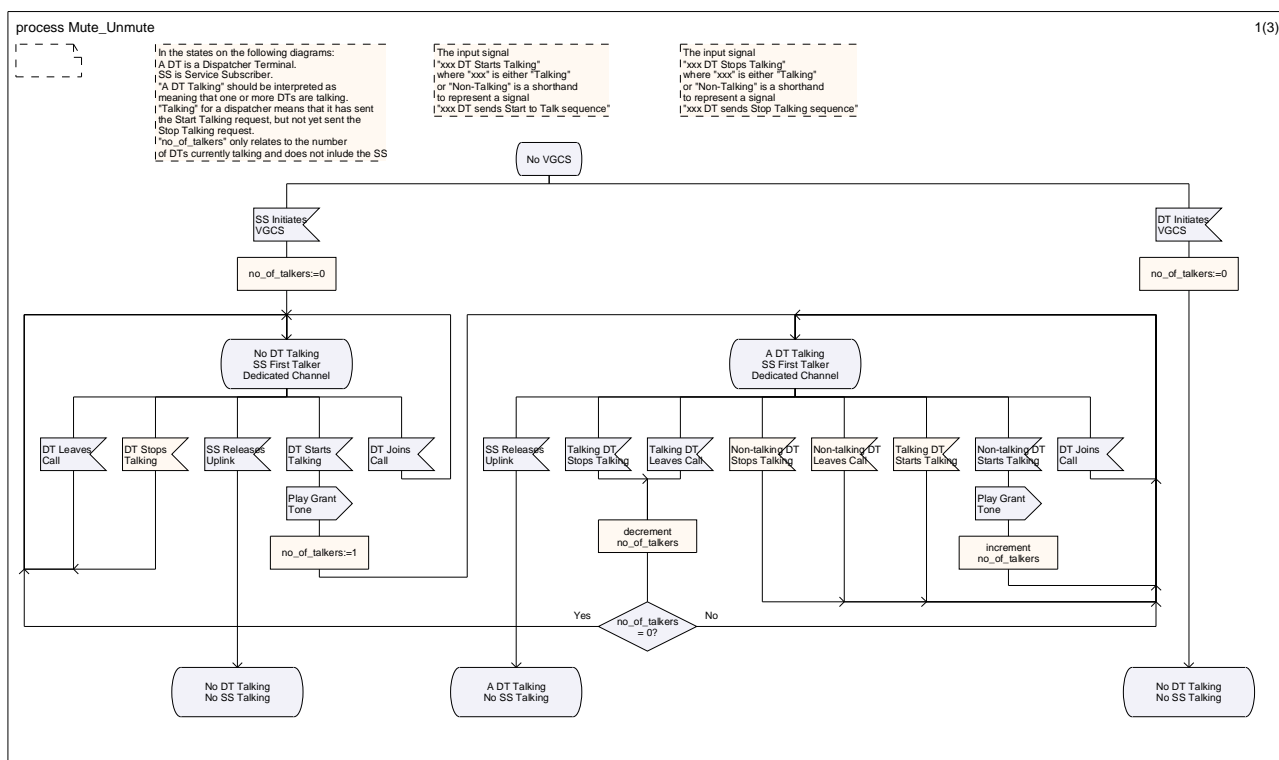 process Mute_Unmute
1(3)
In the states on the following diagrams:
A DT is a Dispatcher Terminal.
SS is Service Subscriber.
"A DT Talking" should be interpreted as
meaning that one or more DTs are talking.
"Talking" for a dispatcher means that it has sent
the Start Talking request, but not yet sent the
Stop Talking request.
"no_of_talkers" only relates to the number
of DTs currently talking and does not inlude the SS
The input signal
"xxx DT Starts Talking"
where "xxx" is either "Talking"
or "Non-Talking" is a shorthand
to represent a signal
"xxx DT sends Start to Talk sequence"
The input signal
"xxx DT Stops Talking"
where "xxx" is either "Talking"
or "Non-Talking" is a shorthand
to represent a signal
"xxx DT sends Stop Talking sequence"
No VGCS
SS Initiates
VGCS
DT Initiates
VGCS
no_of_talkers:=0
no_of_talkers:=0
No DT Talking
SS First Talker
Dedicated Channel
A DT Talking
SS First Talker
Dedicated Channel
DT Leaves
Call
DT Stops
Talking
SS Releases
Uplink
DT Starts
Talking
DT Joins
Call
SS Releases
Uplink
Talking DT
Stops Talking
Talking DT
Leaves Call
Non-talking DT
Stops Talking
Non-talking DT
Leaves Call
Talking DT
Starts Talking
Non-talking DT
Starts Talking
DT Joins
Call
Play Grant
Tone
Play Grant
Tone
no_of_talkers:=1
decrement
no_of_talkers
increment
no_of_talkers
Yes
no_of_talkers
= 0?
No
No DT Talking
No SS Talking
A DT Talking
No SS Talking
No DT Talking
No SS Talking